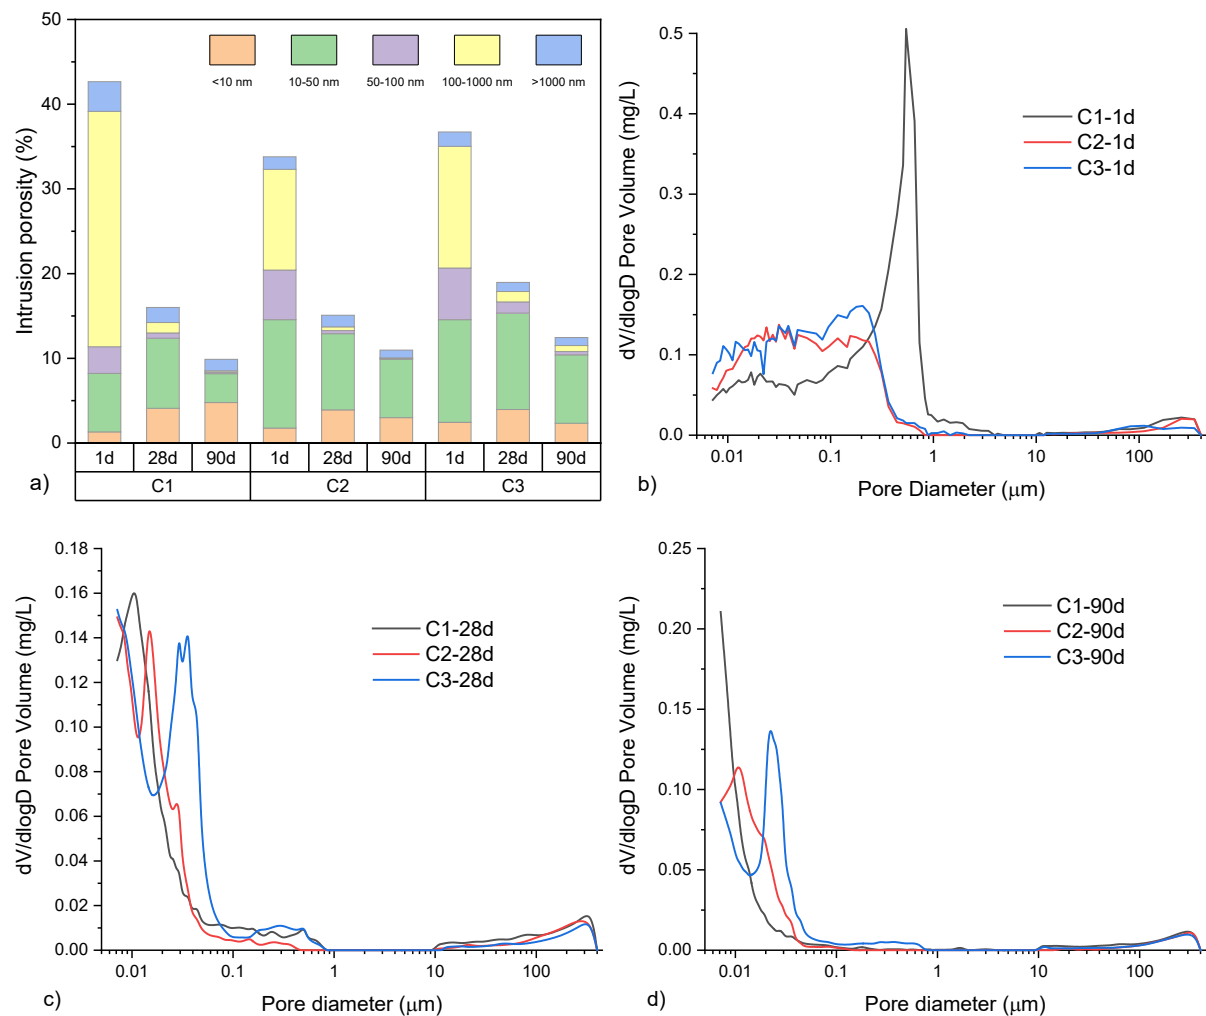 50
40
30
20
10
0
Intrusion porosity (%)
<10 nm
10-50 nm
50-100 nm
100-1000 nm
>1000 nm
1d 28d 90d 1d 28d 90d 1d 28d 90d
C1 C2 C3
a)
0.5
0.4
0.3
0.2
0.1
0.0
dV/dlogD Pore Volume (mg/L)
C1-1d
C2-1d
C3-1d
0.01 0.1 1 10 100
Pore Diameter (μm)
b)
0.18
0.16
0.14
0.12
0.10
0.08
0.06
0.04
0.02
0.00
dV/dlogD Pore Volume (mg/L)
C1-28d
C2-28d
C3-28d
0.01 0.1 1 10 100
Pore diameter (μm)
c)
0.25
0.20
0.15
0.10
0.05
0.00
dV/dlogD Pore Volume (mg/L)
C1-90d
C2-90d
C3-90d
0.01 0.1 1 10 100
Pore diameter (μm)
d)